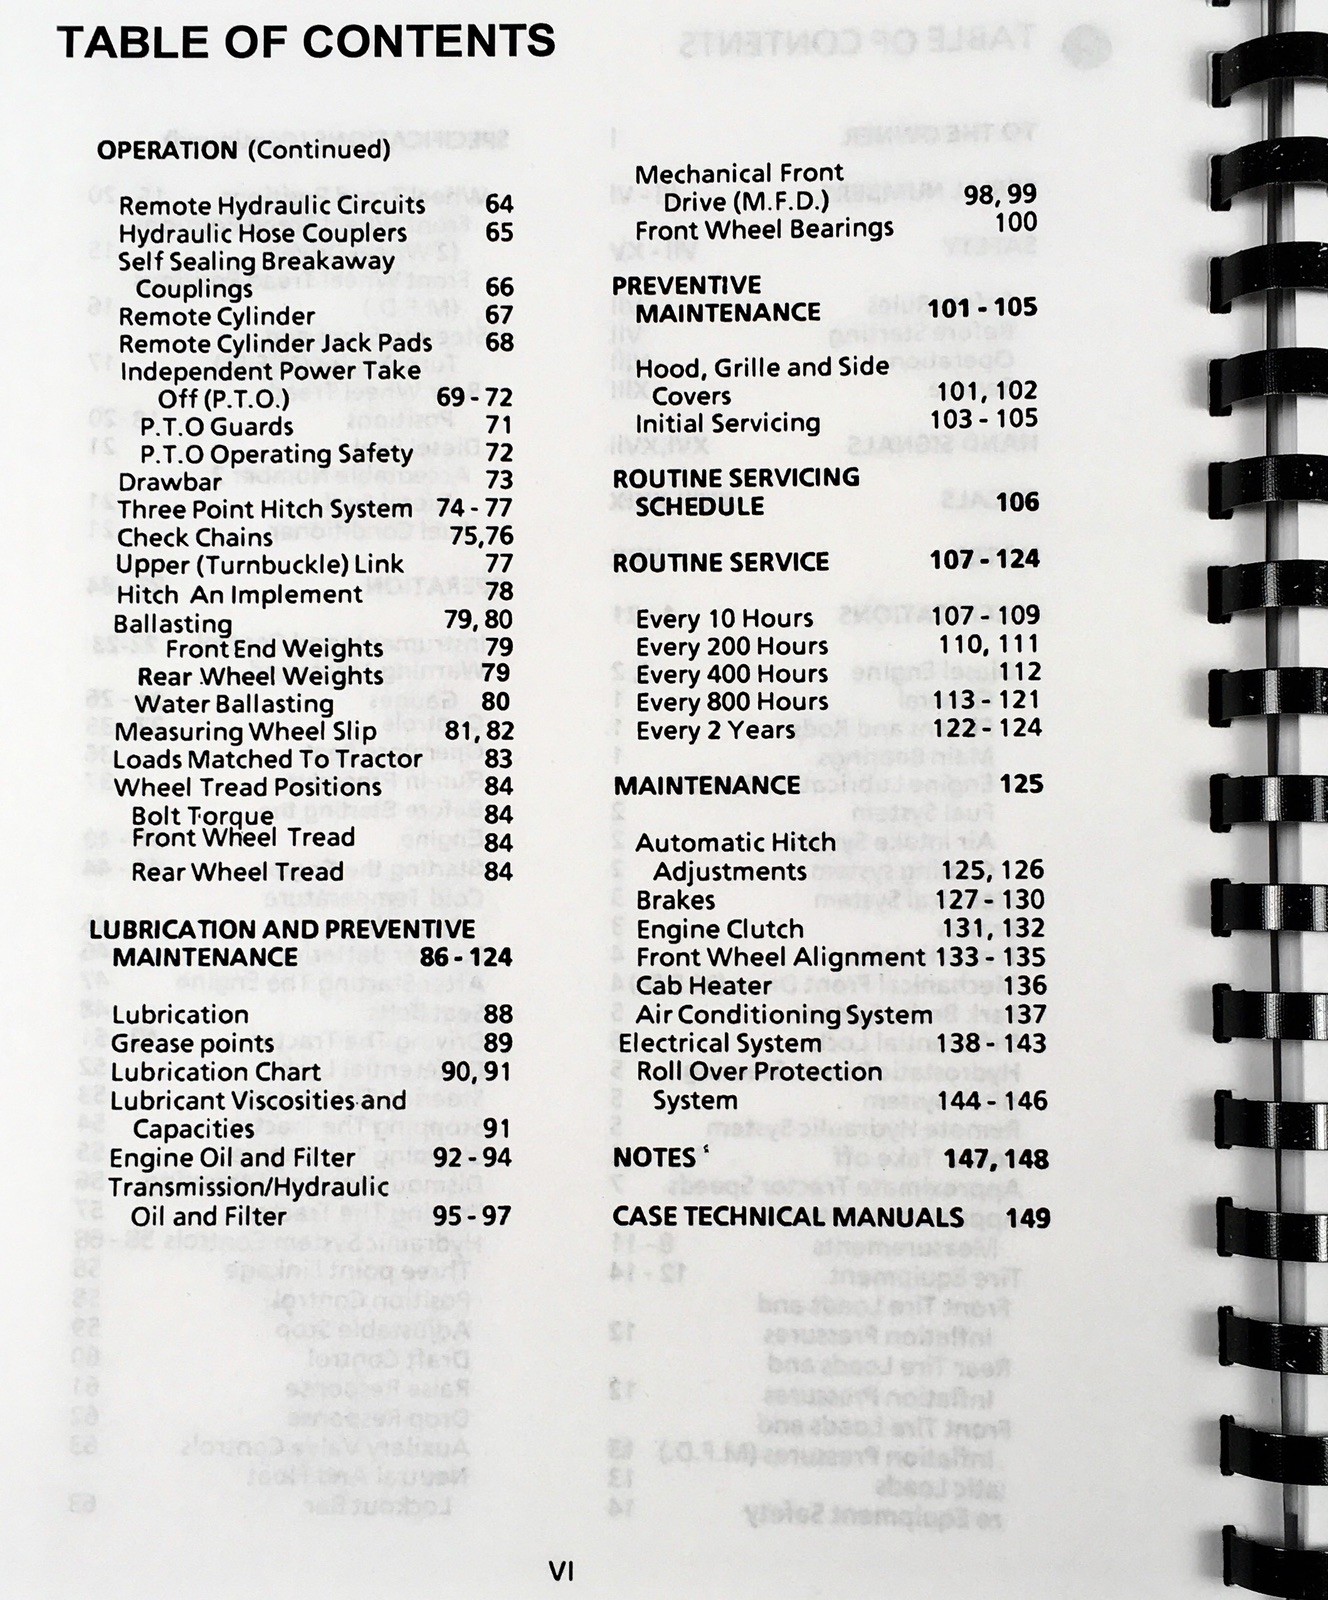 TABLE OF CONTENTS
OPERATION (Continued)
Remote Hydraulic Circuits 64
Hydraulic Hose Couplers 65
Self Sealing Breakaway
Couplings 66
Remote Cylinder 67
Remote Cylinder Jack Pads 68
Independent Power Take
Off (P.T.O.) 69 - 72
P.T.O Guards 71
P.T.O Operating Safety 72
Drawbar 73
Three Point Hitch System 74 - 77
Check Chains 75,76
Upper (Turnbuckle) Link 77
Hitch An Implement 78
Ballasting 79, 80
Front End Weights 79
Rear Wheel Weights 79
Water Ballasting 80
Measuring Wheel Slip 81, 82
Loads Matched To Tractor 83
Wheel Tread Positions 84
Bolt Torque 84
Front Wheel Tread 84
Rear Wheel Tread 84
LUBRICATION AND PREVENTIVE
MAINTENANCE 86 - 124
Lubrication 88
Grease points 89
Lubrication Chart 90, 91
Lubricant Viscosities and
Capacities 91
Engine Oil and Filter 92 - 94
Transmission/Hydraulic
Oil and Filter 95 - 97
Mechanical Front
Drive (M.F.D.) 98, 99
Front Wheel Bearings 100
PREVENTIVE
MAINTENANCE 101 - 105
Hood, Grille and Side
Covers 101, 102
Initial Servicing 103 - 105
ROUTINE SERVICING
SCHEDULE 106
ROUTINE SERVICE 107 - 124
Every 10 Hours 107 - 109
Every 200 Hours 110, 111
Every 400 Hours 112
Every 800 Hours 113 - 121
Every 2 Years 122 - 124
MAINTENANCE 125
Automatic Hitch
Adjustments 125, 126
Brakes 127 - 130
Engine Clutch 131, 132
Front Wheel Alignment 133 - 135
Cab Heater 136
Air Conditioning System 137
Electrical System 138 - 143
Roll Over Protection
System 144 - 146
NOTES 147, 148
CASE TECHNICAL MANUALS 149
VI